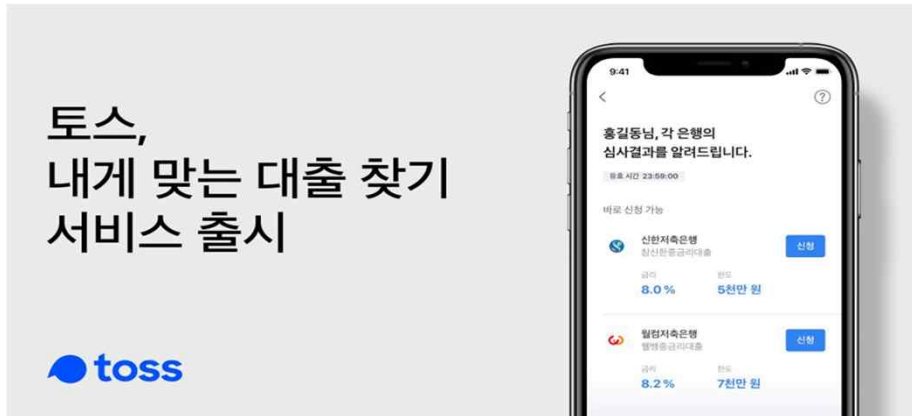 토스,
내게 맞는 대출 찾기
서비스 출시
toss
9:41
홍길동님, 각 은행의
심사결과를 알려드립니다.
유효 시간 23:59:00
바로 신청 가능
신한저축은행
참신한중금리대출
신청
금리 한도
8.0 % 5천만 원
웰컴저축은행
웰뱅중금리대출
신청
금리 한도
8.2 % 7천만 원